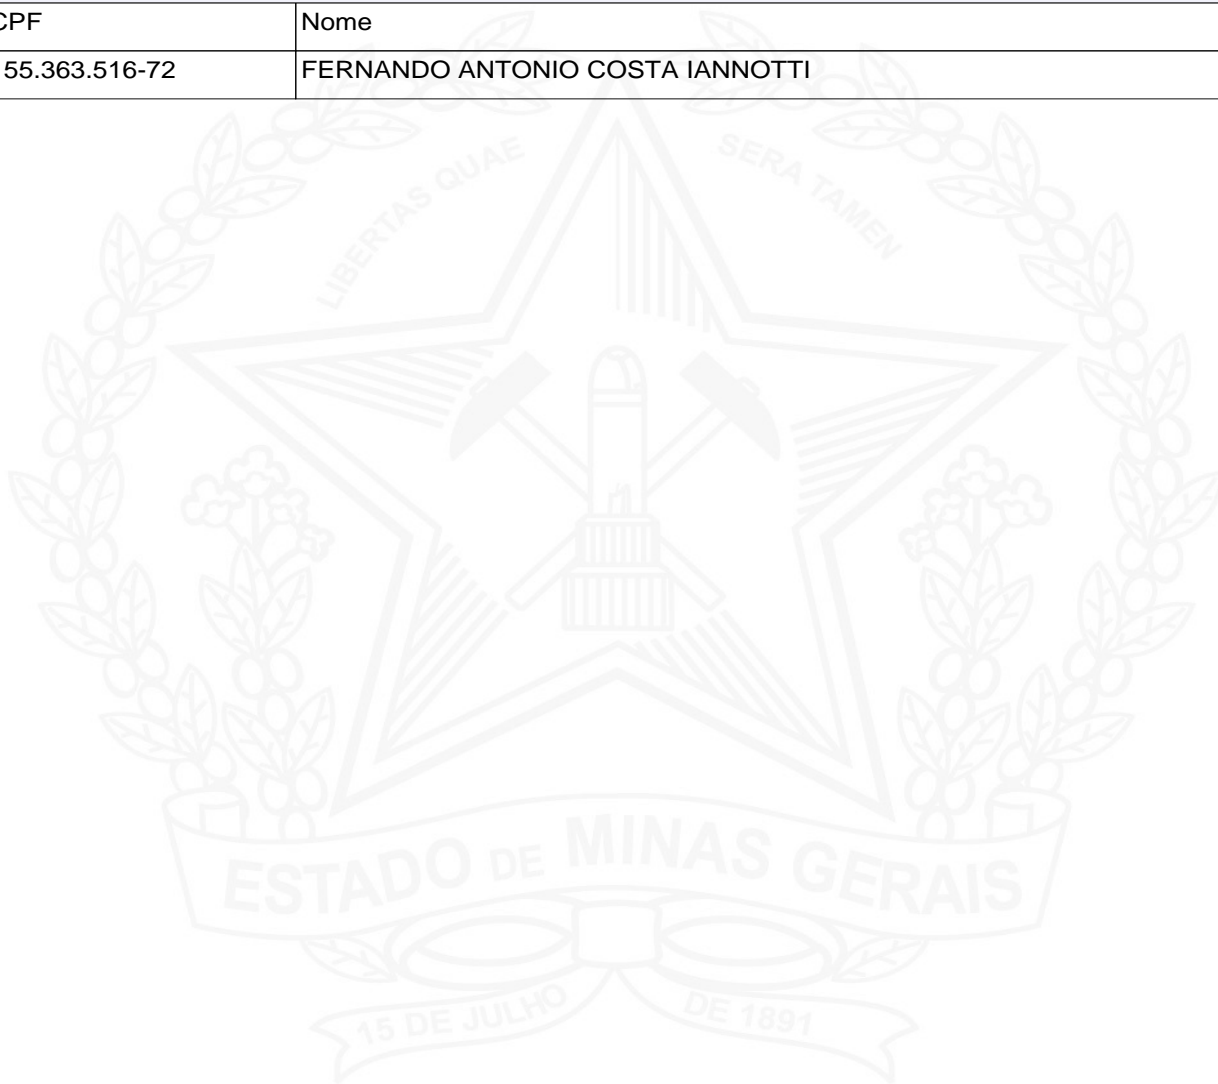 CPF Nome
55.363.516-72 FERNANDO ANTONIO COSTA IANNOTTI
LIBERTAS QUAE SERA TAMEN
ESTADO DE MINAS GERAIS
15 DE JULHO DE 1891